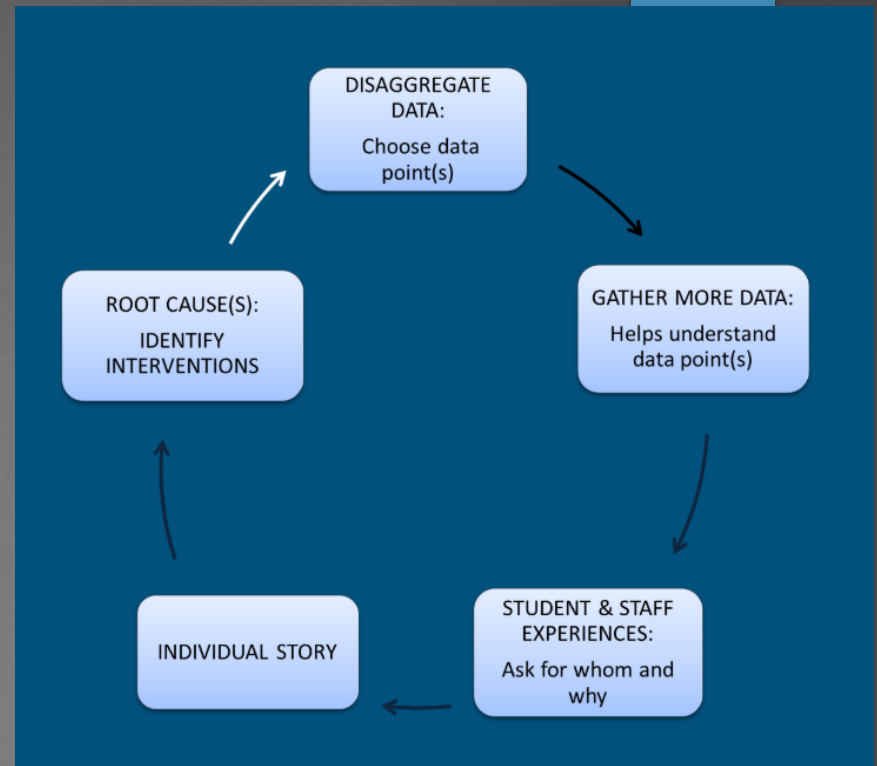 DISAGGREGATE
DATA:
Choose data
point(s)
GATHER MORE DATA:
Helps understand
data point(s)
STUDENT & STAFF
EXPERIENCES:
Ask for whom and
why
INDIVIDUAL STORY
ROOT CAUSE(S):
IDENTIFY
INTERVENTIONS